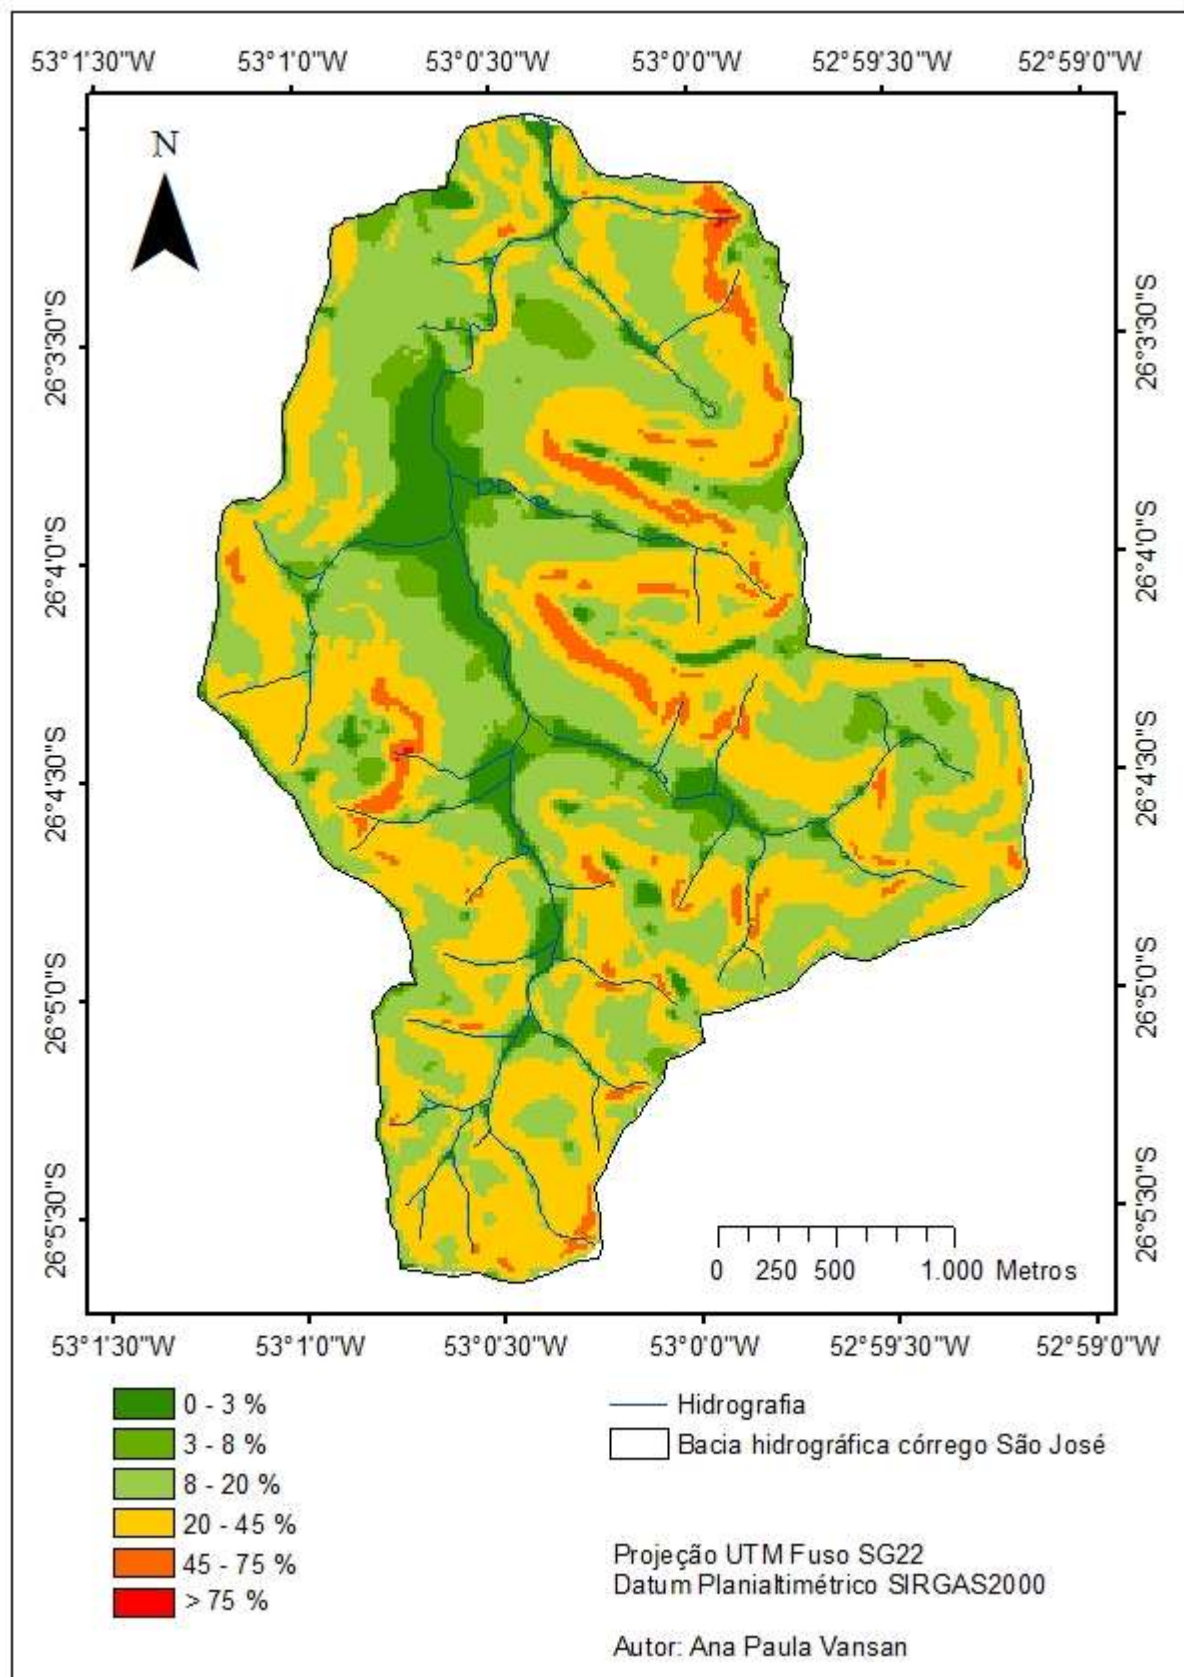 53°1'30"W 53°1'0"W 53°0'30"W 53°0'0"W 52°59'30"W 52°59'0"W
N
26°3'30"S 26°3'30"S
26°4'0"S 26°4'0"S
26°4'30"S 26°4'30"S
26°5'0"S 26°5'0"S
26°5'30"S 26°5'30"S
0 250 500 1.000 Metros
53°1'30"W 53°1'0"W 53°0'30"W 53°0'0"W 52°59'30"W 52°59'0"W
0 - 3 %
3 - 8 %
8 - 20 %
20 - 45 %
45 - 75 %
> 75 %
Hidrografia
Bacia hidrográfica córrego São José
Projeção UTM Fuso SG22
Datum Planialtimétrico SIRGAS2000
Autor: Ana Paula Vansan